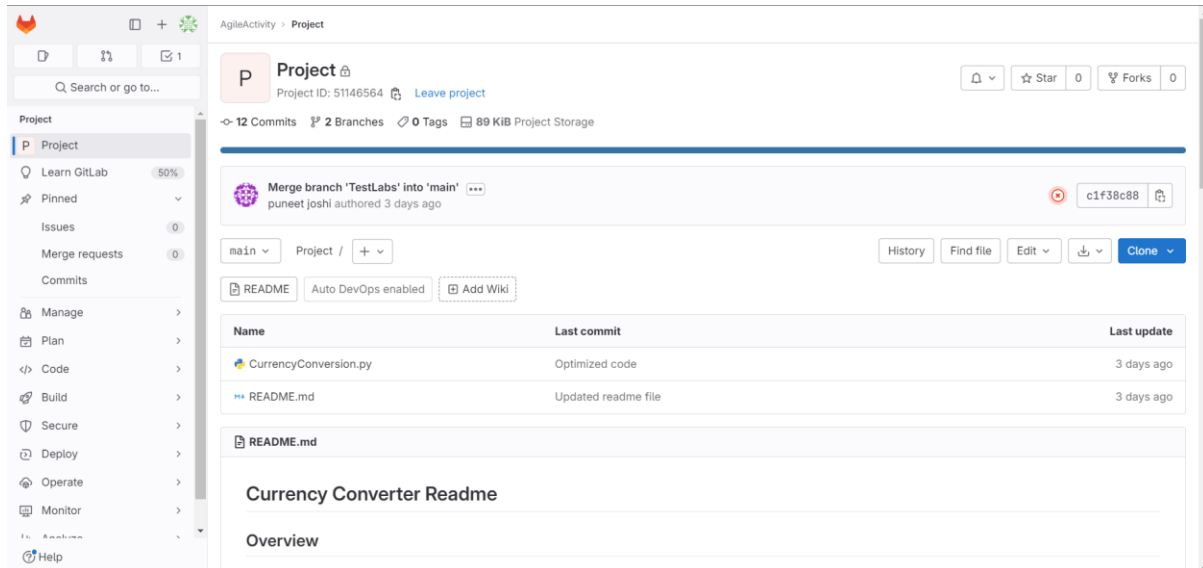 AgileActivity > Project
1
Search or go to...
Project
P Project
Learn GitLab 50%
Pinned
Issues 0
Merge requests 0
Commits
Manage
Plan
Code
Build
Secure
Deploy
Operate
Monitor
Help
P
Project
Project ID: 51146564 Leave project
Star 0 Forks 0
12 Commits 2 Branches 0 Tags 89 KiB Project Storage
Merge branch 'TestLabs' into 'main'
puneet joshi authored 3 days ago
c1f38c88
main Project / + History Find file Edit Clone
README Auto DevOps enabled Add Wiki
Name Last commit Last update
CurrencyConversion.py Optimized code 3 days ago
README.md Updated readme file 3 days ago
README.md
Currency Converter Readme
Overview